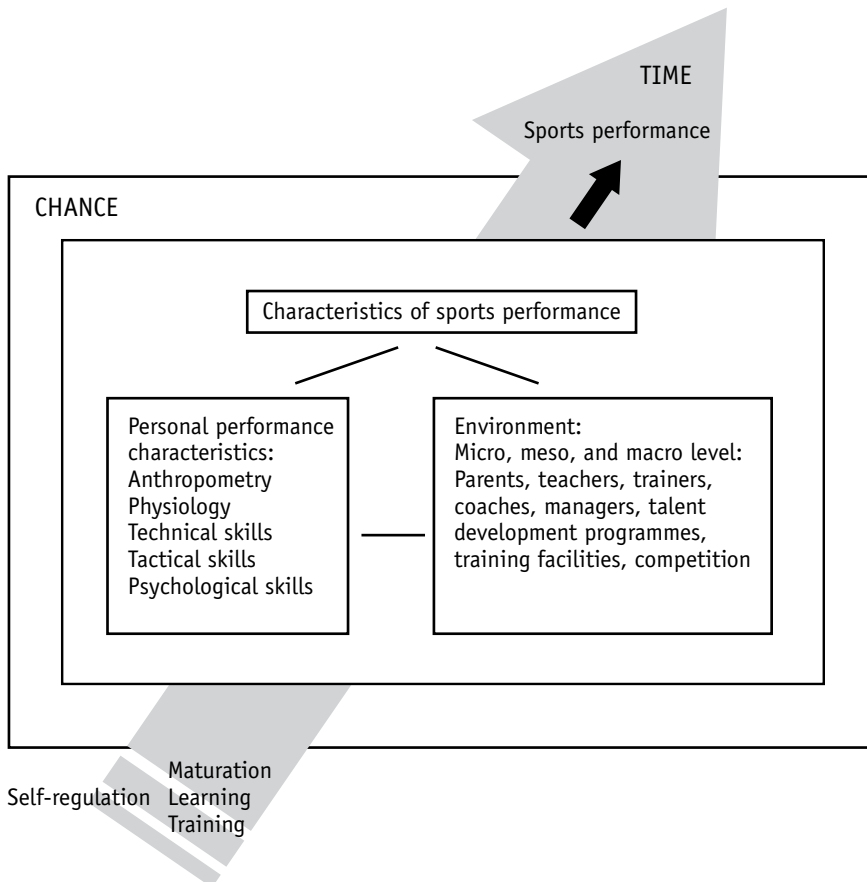 TIME
Sports performance
CHANCE
Characteristics of sports performance
Personal performance
characteristics:
Anthropometry
Physiology
Technical skills
Tactical skills
Psychological skills
Environment:
Micro, meso, and macro level:
Parents, teachers, trainers,
coaches, managers, talent
development programmes,
training facilities, competition
Self-regulation
Maturation
Learning
Training